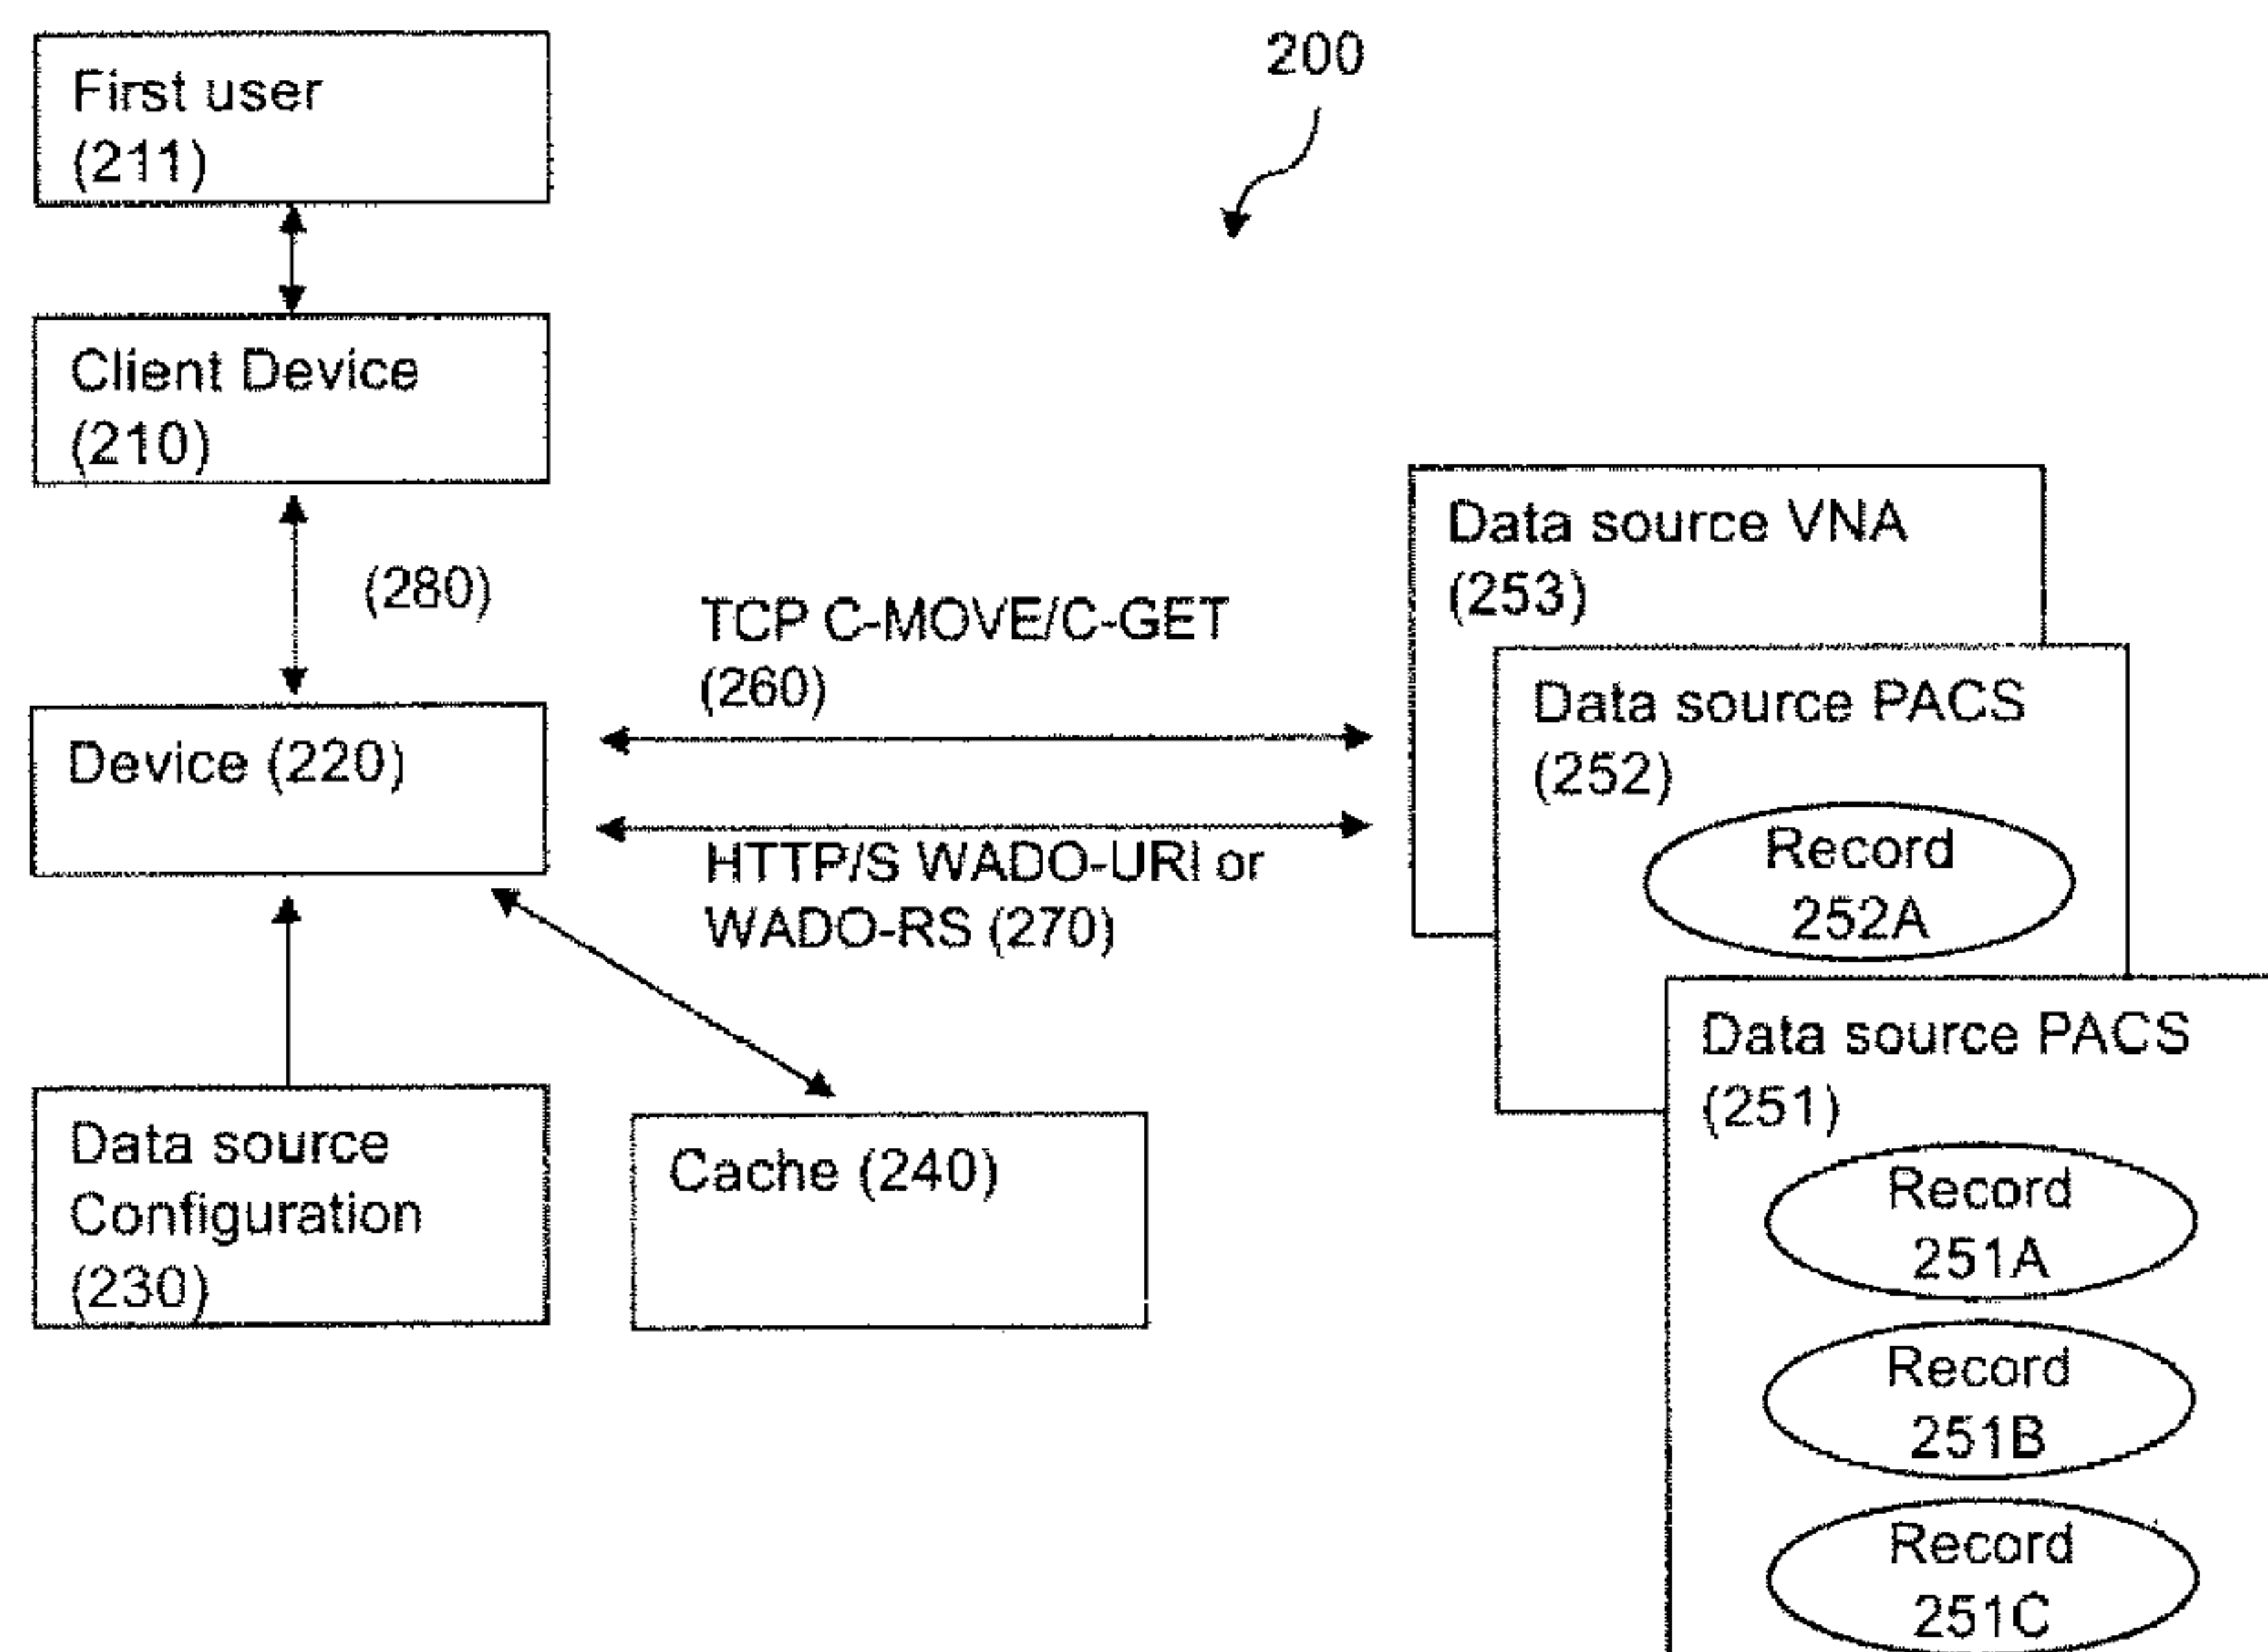 200
First user
(211)
Client Device
(210)
(280)
Device (220)
TCP C-MOVE/C-GET
(260)
HTTP/S WADO-URI or
WADO-RS (270)
Data source
Configuration
(230)
Cache (240)
Data source VNA
(253)
Data source PACS
(252)
Record
252A
Data source PACS
(251)
Record
251A
Record
251B
Record
251C